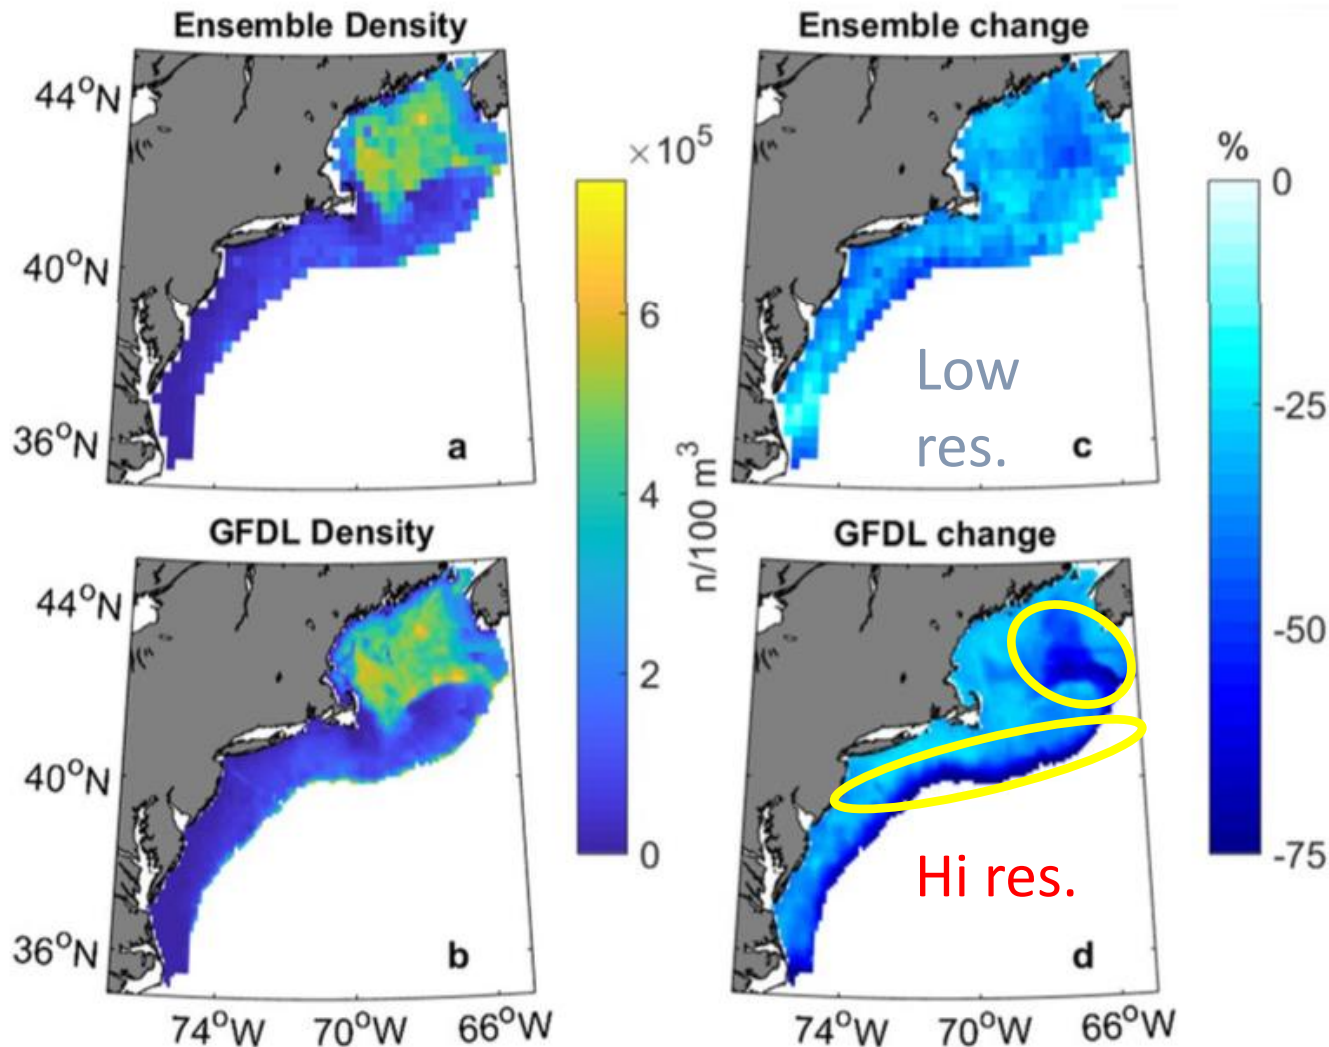 Ensemble Density
Ensemble change
44°N
40°N
36°N
a
×10⁵
6
4
2
0
n/100 m³
Low
res.
c
%
0
-25
-50
-75
GFDL Density
GFDL change
44°N
40°N
36°N
b
Hi res.
d
74°W 70°W 66°W
74°W 70°W 66°W